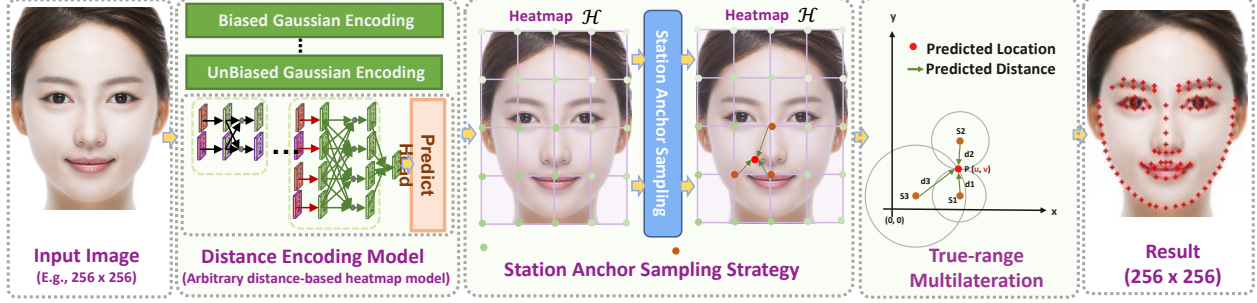 Input Image
(E.g., 256 x 256)
Biased Gaussian Encoding
UnBiased Gaussian Encoding
Predict
Head
Distance Encoding Model
(Arbitrary distance-based heatmap model)
Heatmap ℋ
Station Anchor Sampling
Heatmap ℋ
Station Anchor Sampling Strategy
y
Predicted Location
Predicted Distance
S2
d2
P (u, v)
d3
d1
S3
S1
(0, 0)
x
True-range
Multilateration
Result
(256 x 256)